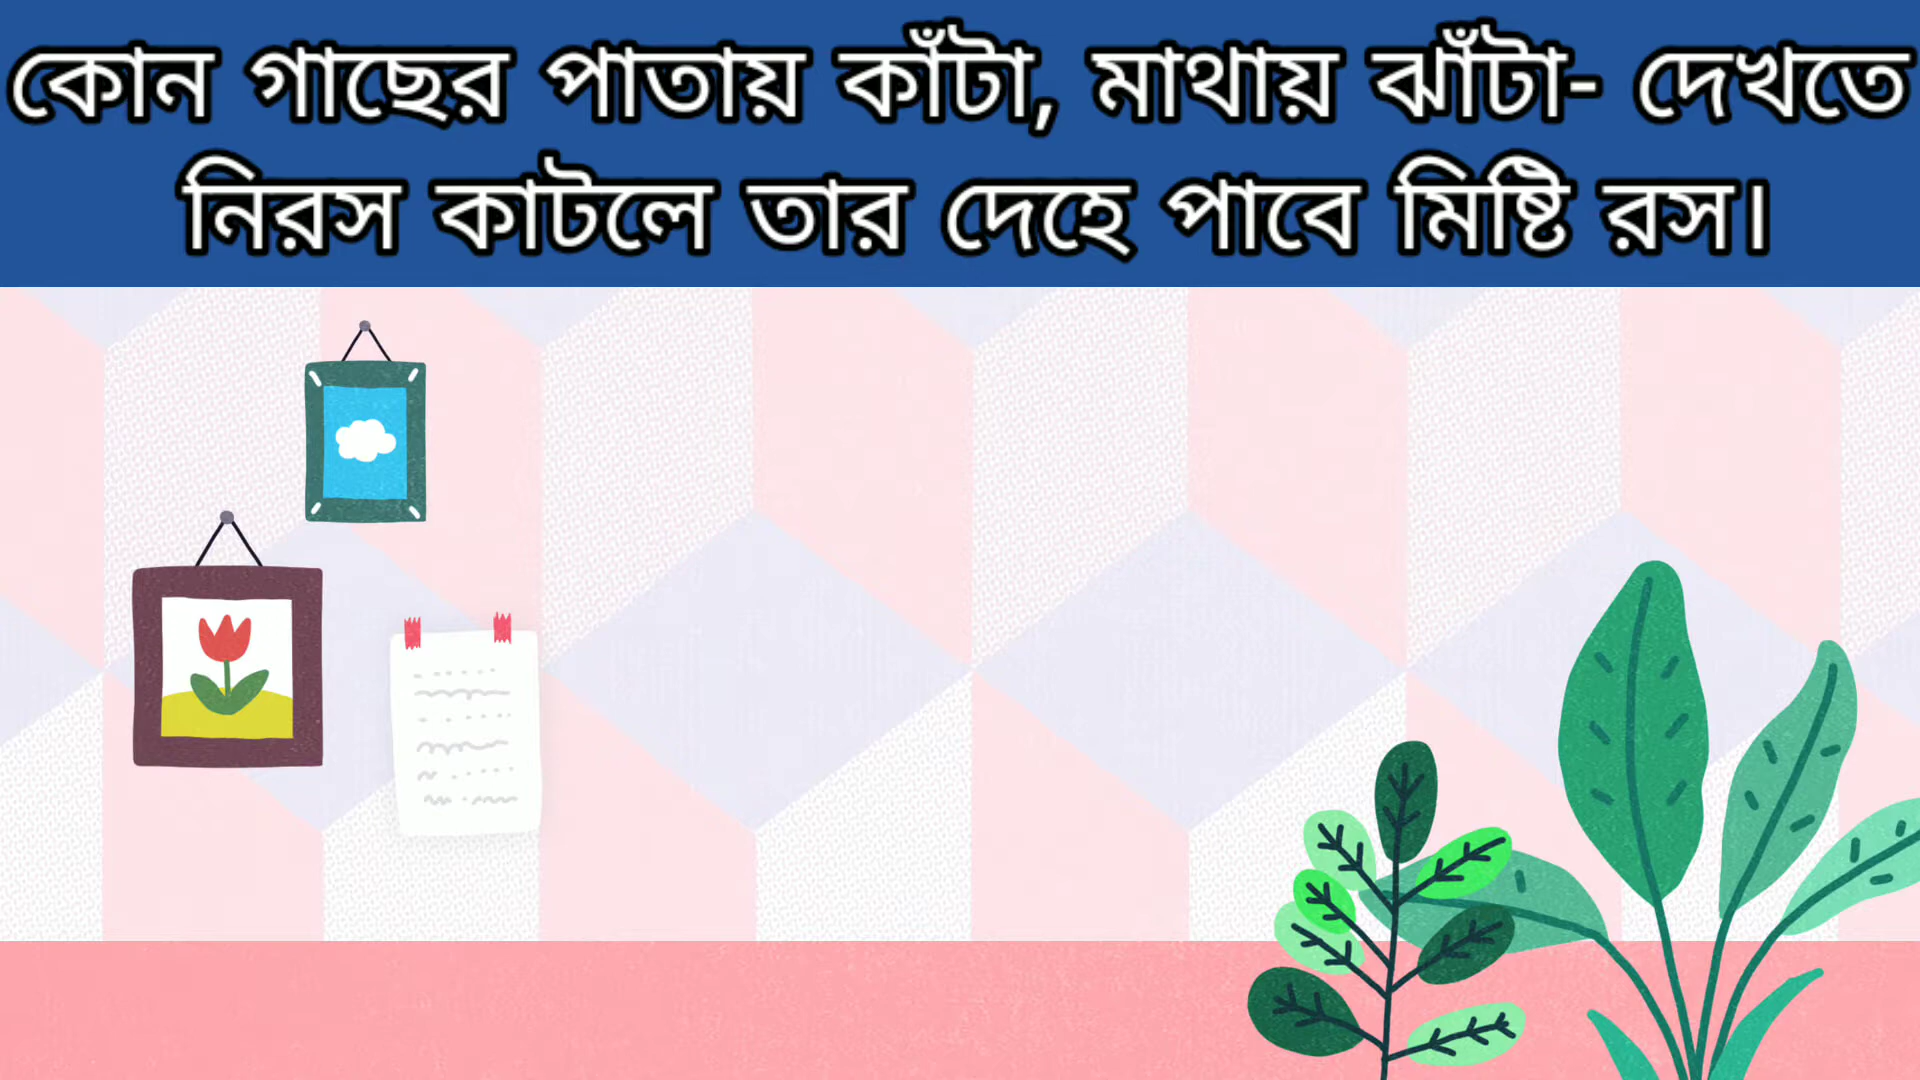 কোন গাছের পাতায় কাঁটা, মাথায় ঝাঁটা- দেখতে
নিরস কাটলে তার দেহে পাবে মিষ্টি রস।